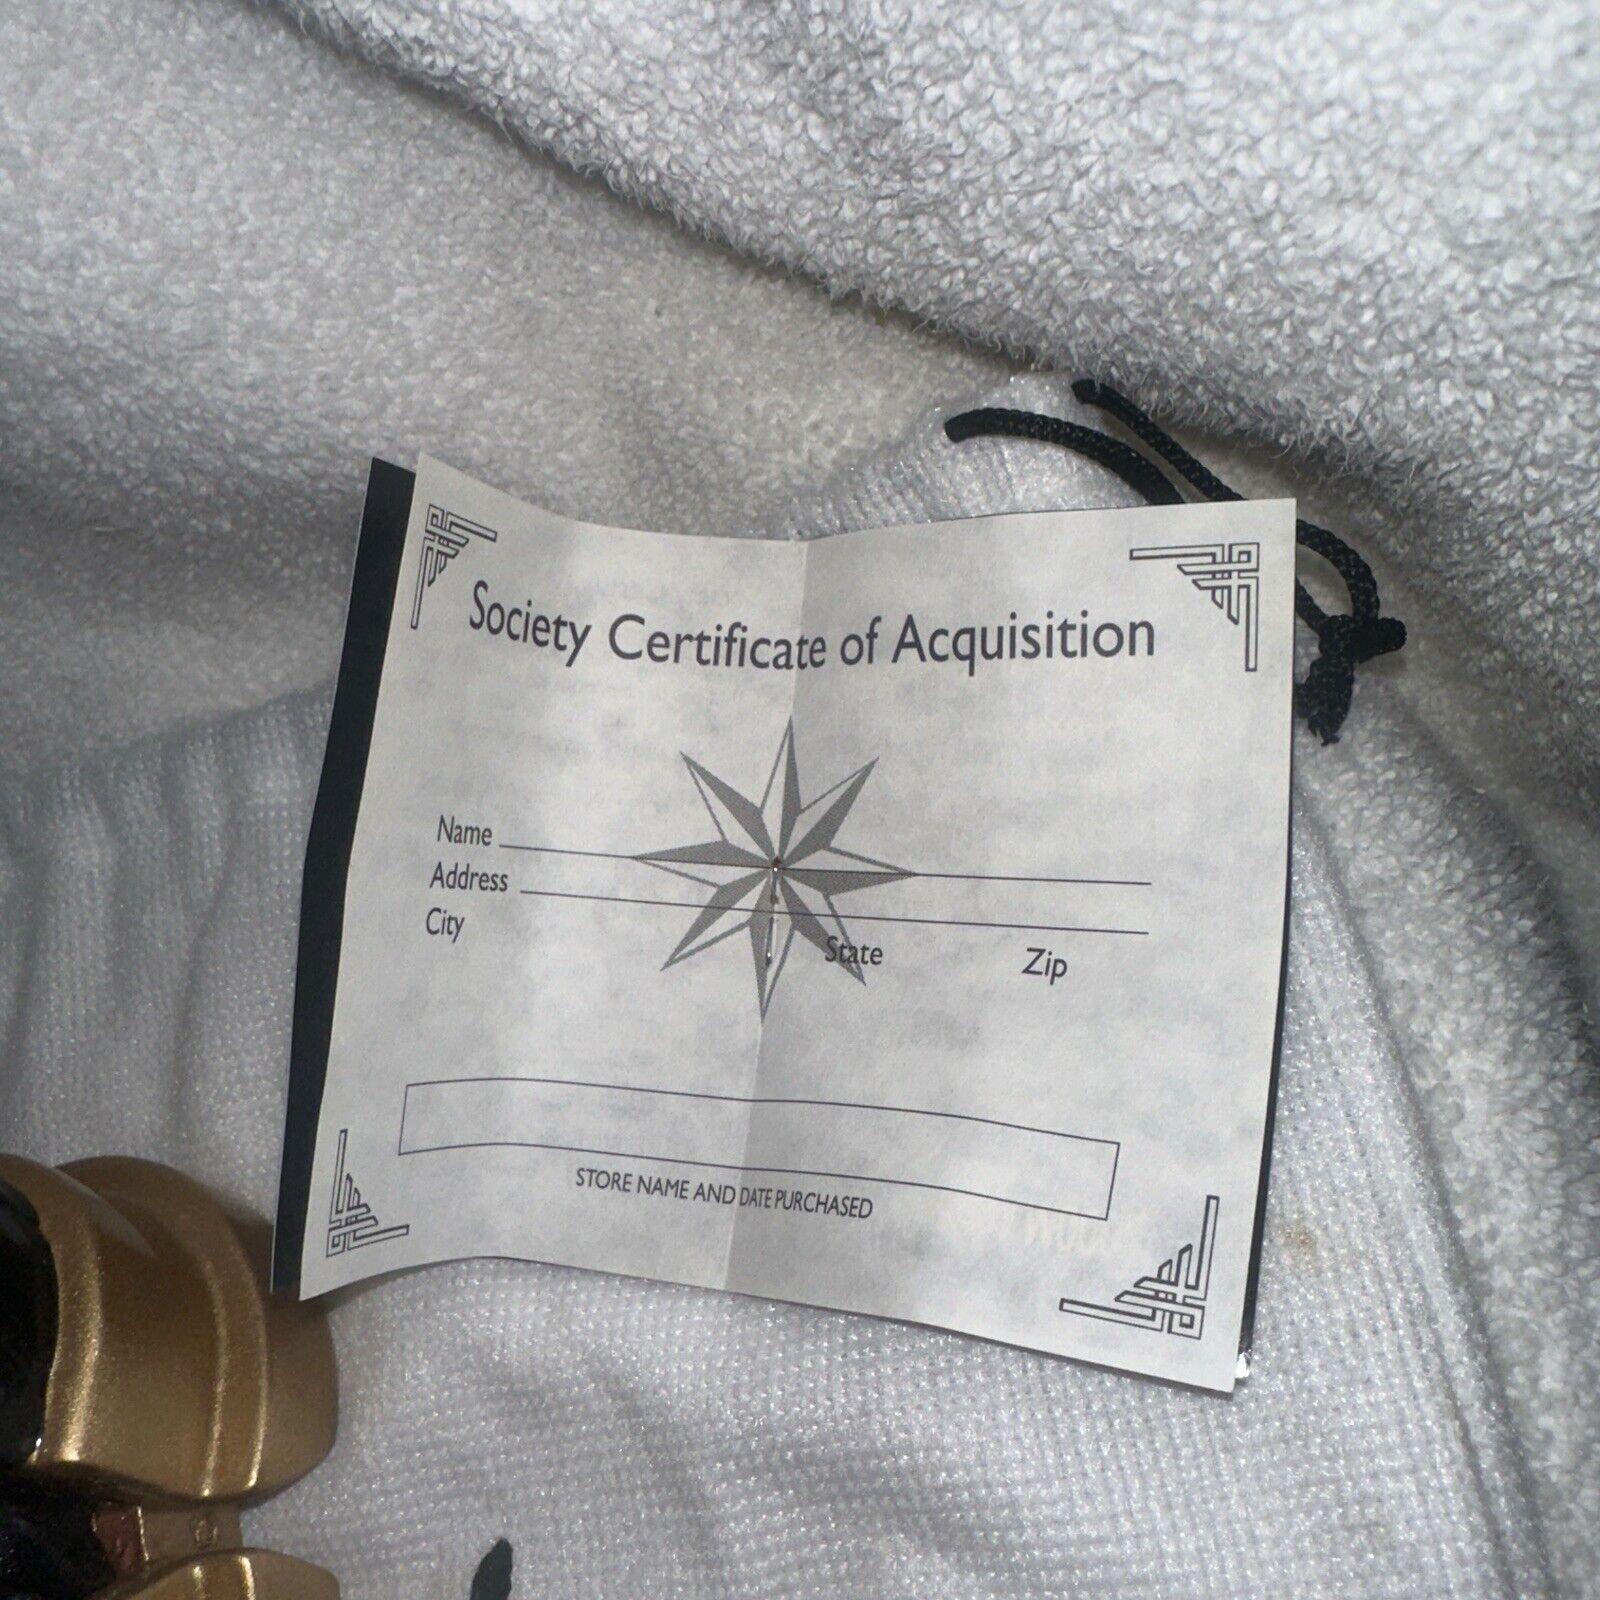 Society Certificate of Acquisition
Name
Address
City State Zip
STORE NAME AND DATE PURCHASED